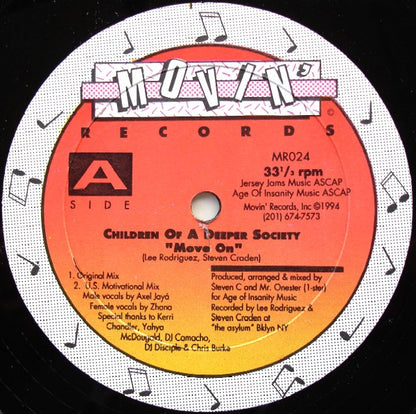 MOVIN'
RECORDS
©
A
SIDE
MR024
33 1/3 rpm
Jersey Jams Music ASCAP
Age Of Insanity Music ASCAP
Movin' Records, Inc ©1994
(201) 674-7573
CHILDREN OF A DEEPER SOCIETY
"Move On"
(Lee Rodriguez, Steven Craden)
1. Original Mix
2. U.S. Motivational Mix
Male vocals by Axel Jayá
Female vocals by Zhana
Special thanks to Kerri
Chandler, Yahya
McDougald, DJ Camacho,
DJ Disciple & Chris Burke
Produced, arranged & mixed by
Steven C and Mr. Onester (1-ster)
for Age of Insanity Music
Recorded by Lee Rodriguez &
Steven Craden at
"the asylum" Bklyn NY